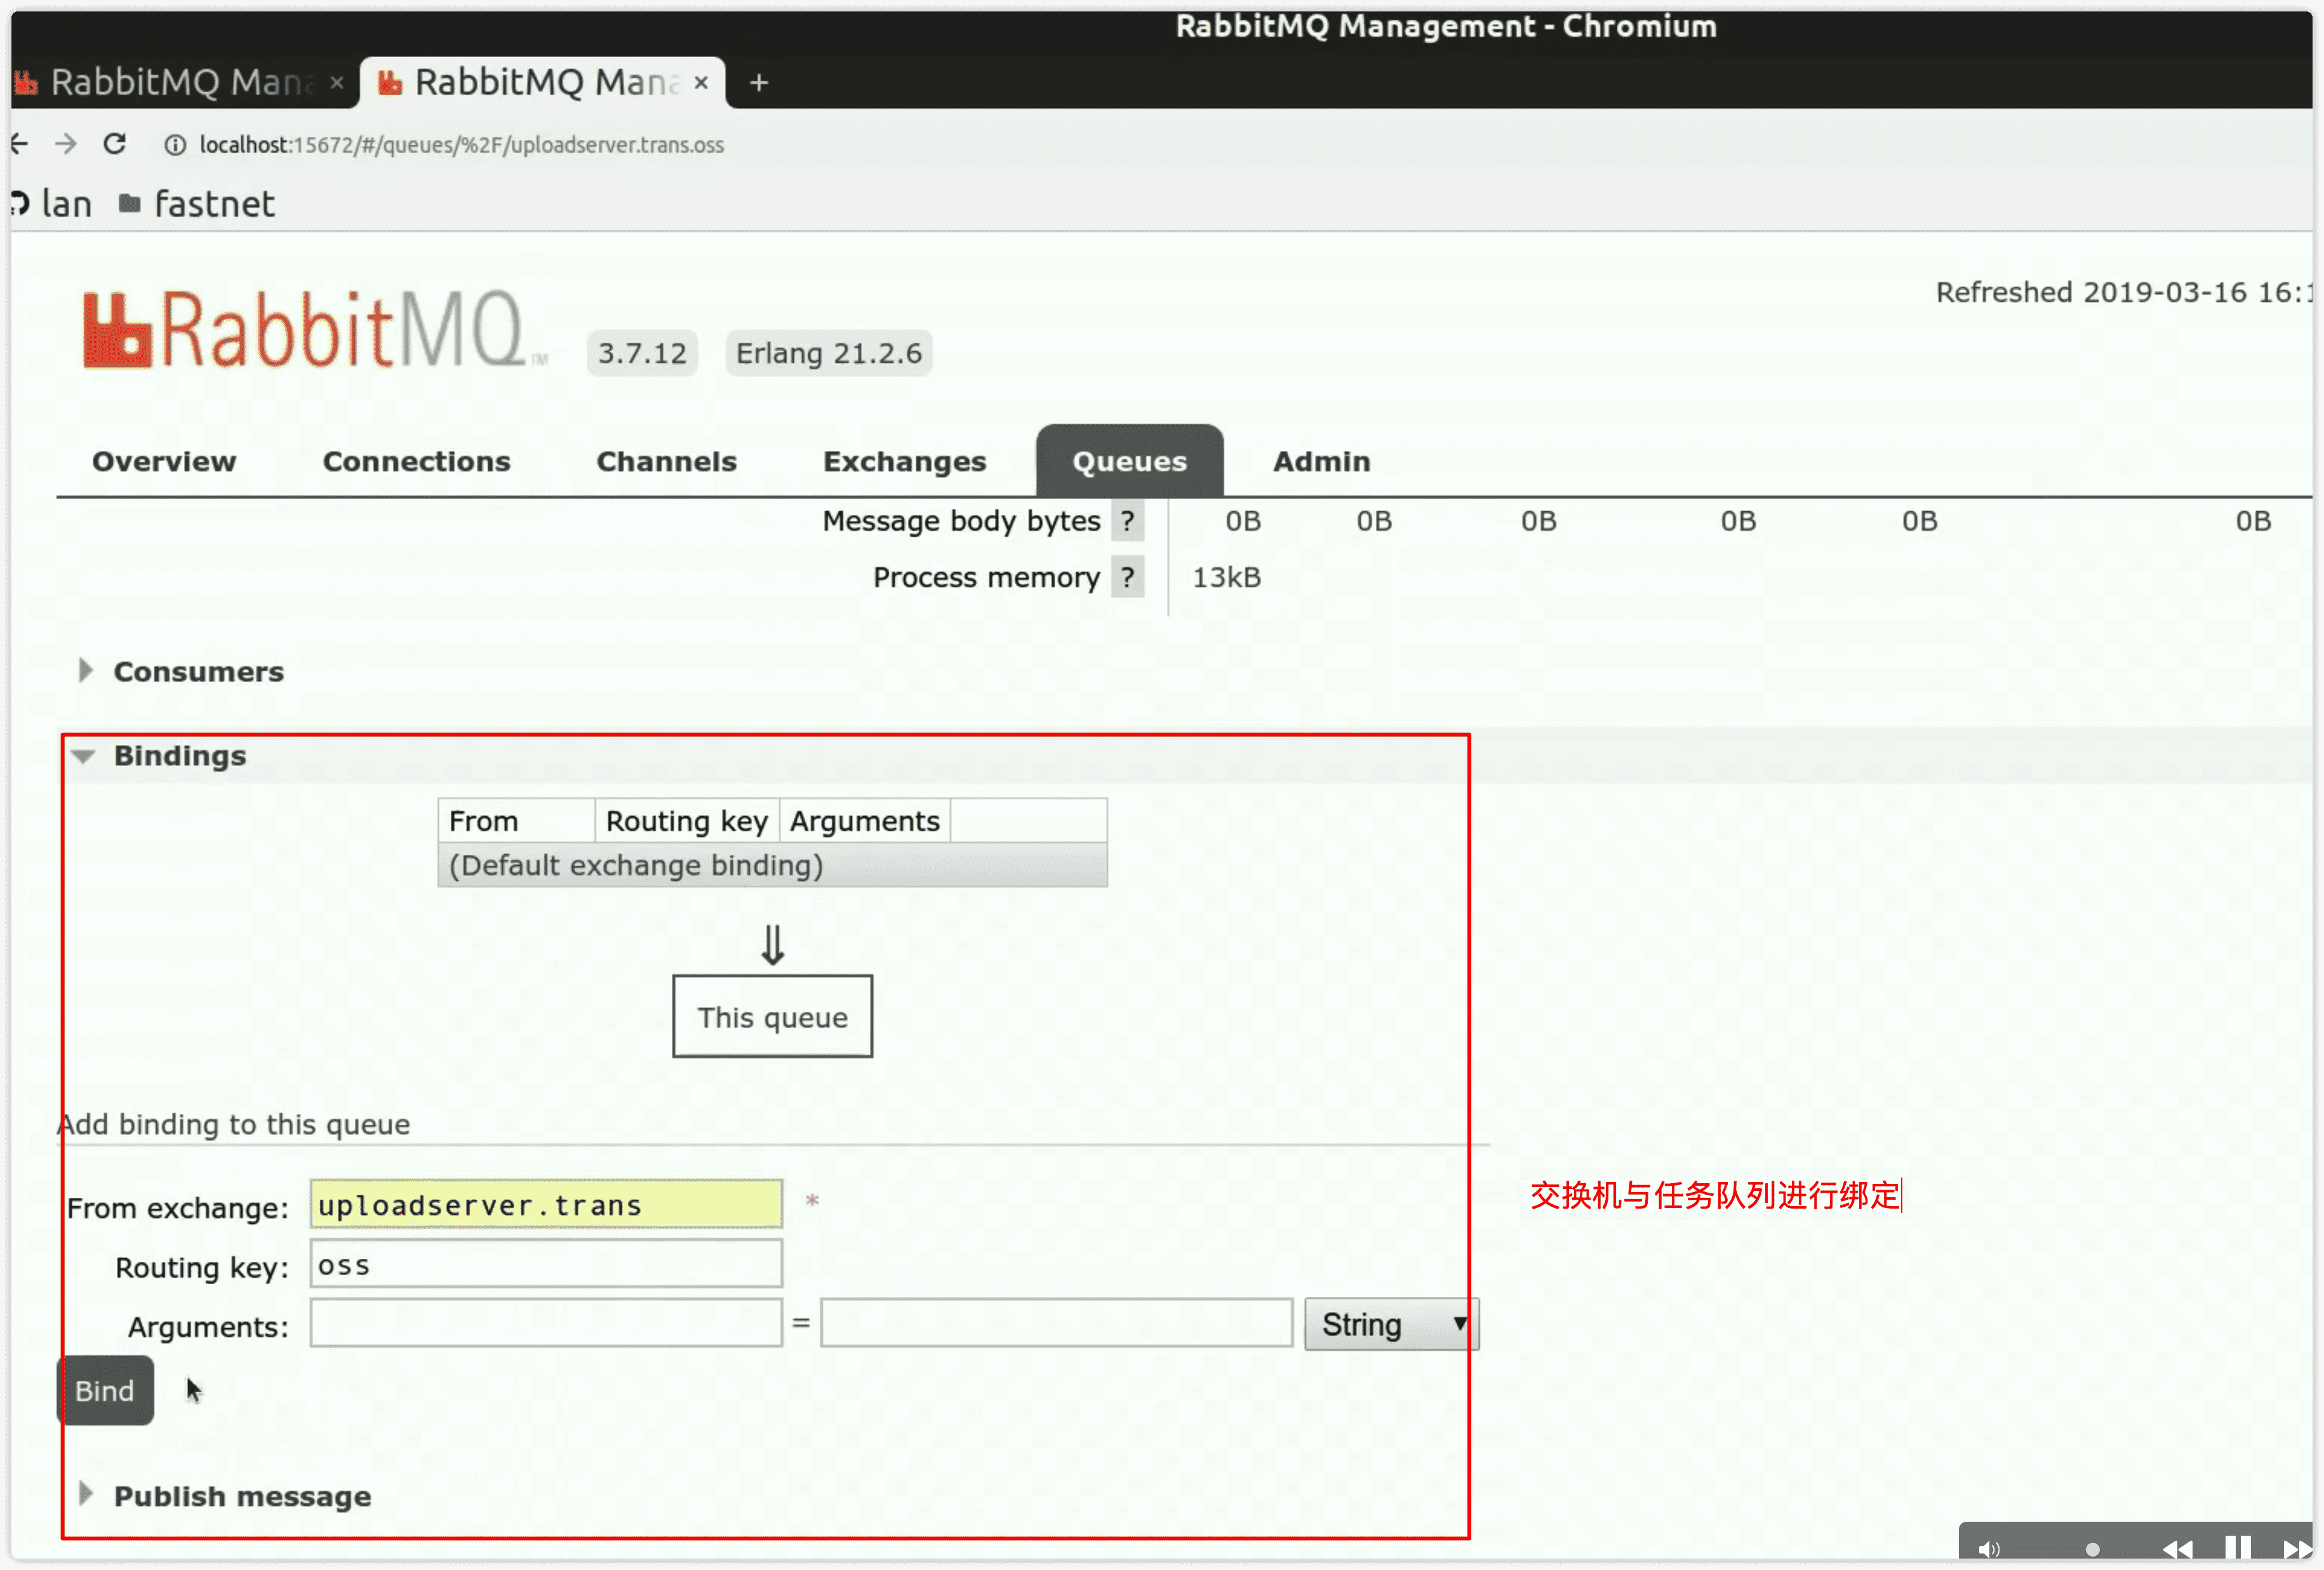 RabbitMQ Management - Chromium
RabbitMQ Mana × RabbitMQ Mana × +
localhost:15672/#/queues/%2F/uploadserver.trans.oss
lan fastnet
RabbitMQ TM 3.7.12 Erlang 21.2.6
Refreshed 2019-03-16 16:1
Overview Connections Channels Exchanges Queues Admin
Message body bytes ? 0B 0B 0B 0B 0B 0B
Process memory ? 13kB
Consumers
Bindings
From Routing key Arguments
(Default exchange binding)
⇓
This queue
Add binding to this queue
From exchange: uploadserver.trans *
交换机与任务队列进行绑定
Routing key: oss
Arguments: = String
Bind
Publish message